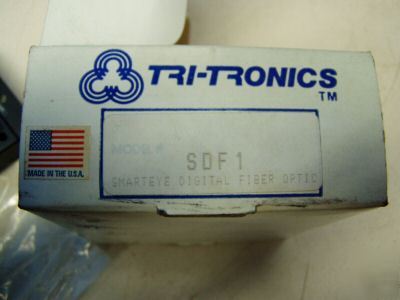 TRI-TRONICS
TM
MODEL #
SDF1
SMARTEYE DIGITAL FIBER OPTIC
MADE IN THE U.S.A.